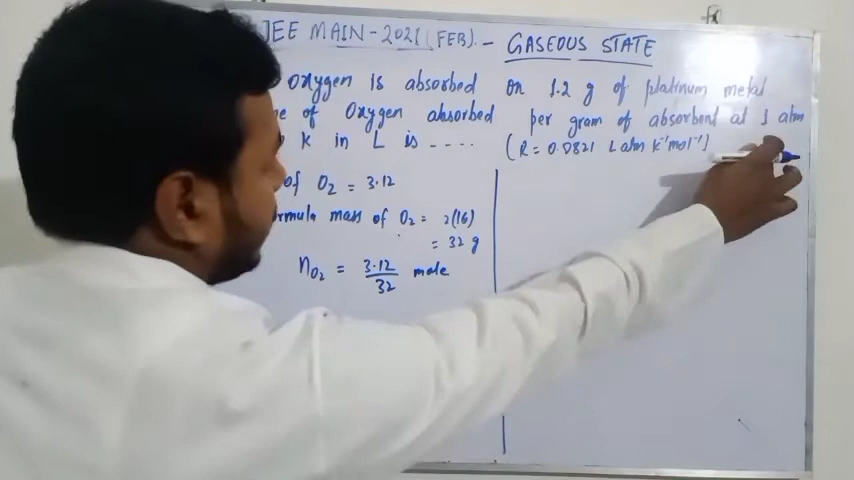 JEE MAIN-2021 (FEB). - GASEOUS STATE
Oxygen is absorbed on 1.2 g of platinum metal
of Oxygen absorbed per gram of absorbent at 1 atm
K in L is .... (R = 0.0821 L atm K⁻¹ mol⁻¹)
of O₂ = 3.12
mass of O₂ = 2(16)
= 32 g
nO₂ = 3.12/32 mole